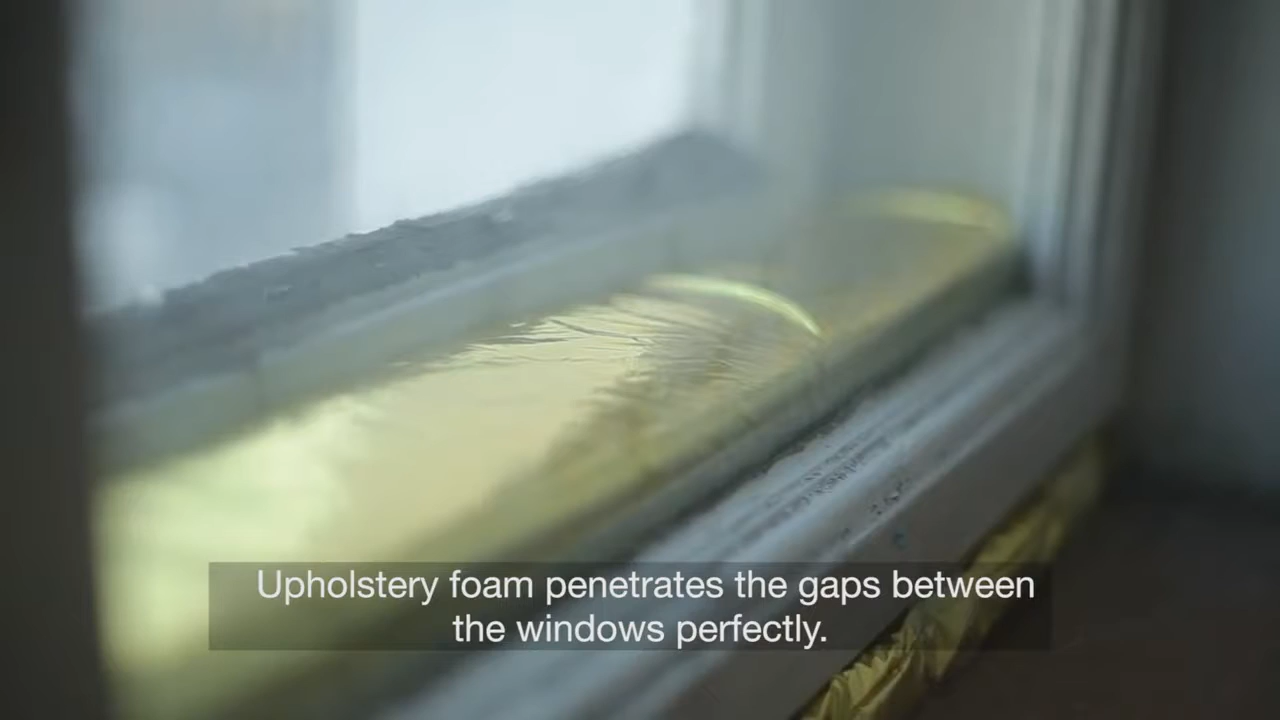 Upholstery foam penetrates the gaps between
the windows perfectly.